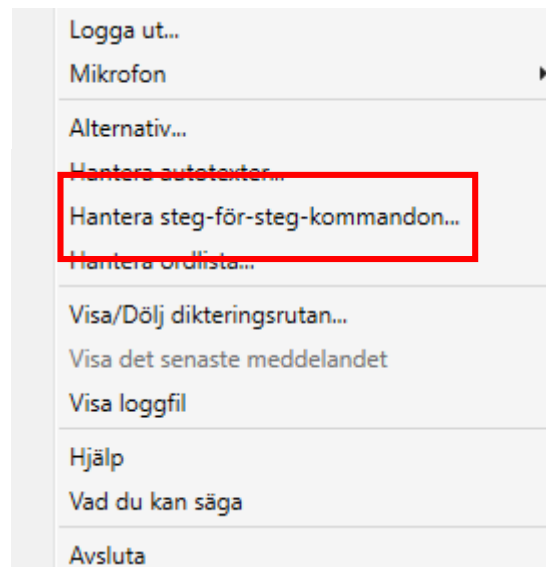 Logga ut...
Mikrofon
Alternativ...
Hantera autotexter...
Hantera steg-för-steg-kommandon...
Hantera ordlista...
Visa/Dölj dikteringsrutan...
Visa det senaste meddelandet
Visa loggfil
Hjälp
Vad du kan säga
Avsluta